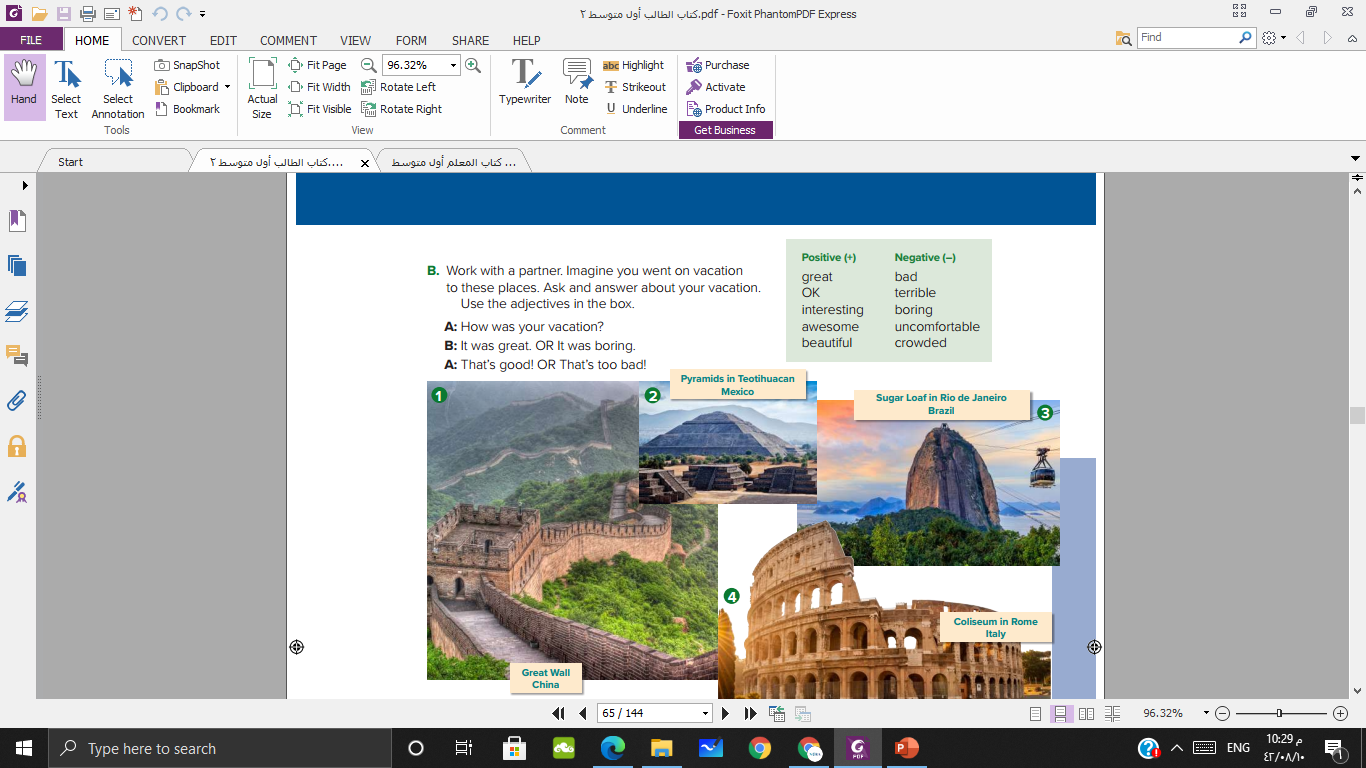 كتاب الطالب أول متوسط ٢.pdf - Foxit PhantomPDF Express
FILE HOME CONVERT EDIT COMMENT VIEW FORM SHARE HELP
Find
Hand
Select Text
Select Annotation
SnapShot
Clipboard
Bookmark
Tools
Actual Size
Fit Page
Fit Width
Fit Visible
96.32%
Rotate Left
Rotate Right
View
Typewriter
Note
abc Highlight
T Strikeout
U Underline
Comment
Purchase
Activate
Product Info
Get Business
Start
كتاب الطالب أول متوسط ٢....
كتاب المعلم أول متوسط ...
B. Work with a partner. Imagine you went on vacation
to these places. Ask and answer about your vacation.
Use the adjectives in the box.
A: How was your vacation?
B: It was great. OR It was boring.
A: That's good! OR That's too bad!
Positive (+) Negative (–)
great bad
OK terrible
interesting boring
awesome uncomfortable
beautiful crowded
1
Great Wall
China
2
Pyramids in Teotihuacan
Mexico
Sugar Loaf in Rio de Janeiro
Brazil
3
4
Coliseum in Rome
Italy
65 / 144
96.32%
Type here to search
PDF
P
ENG
10:29 م
٤٢/٠٨/١٠
1